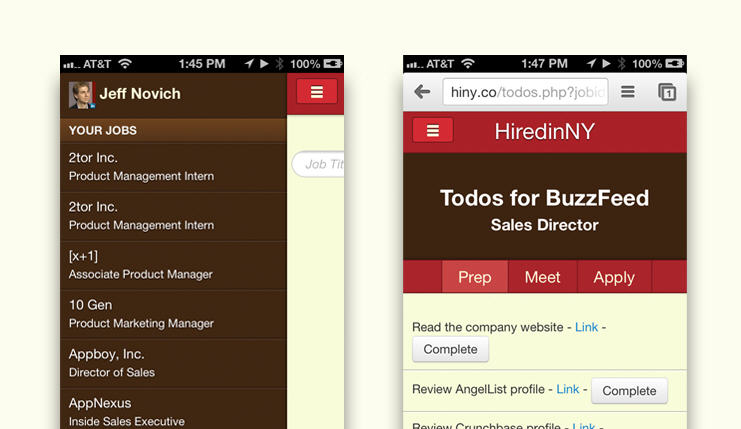 AT&T 1:45 PM 100%
Jeff Novich
YOUR JOBS
2tor Inc.
Product Management Intern
2tor Inc.
Product Management Intern
[x+1]
Associate Product Manager
10 Gen
Product Marketing Manager
Appboy, Inc.
Director of Sales
AppNexus
Inside Sales Executive
Job Tit
AT&T 1:47 PM 100%
hiny.co/todos.php?jobid
1
HiredinNY
Todos for BuzzFeed
Sales Director
Prep Meet Apply
Read the company website - Link -
Complete
Review AngelList profile - Link - Complete
Review Crunchbase profile - Link -